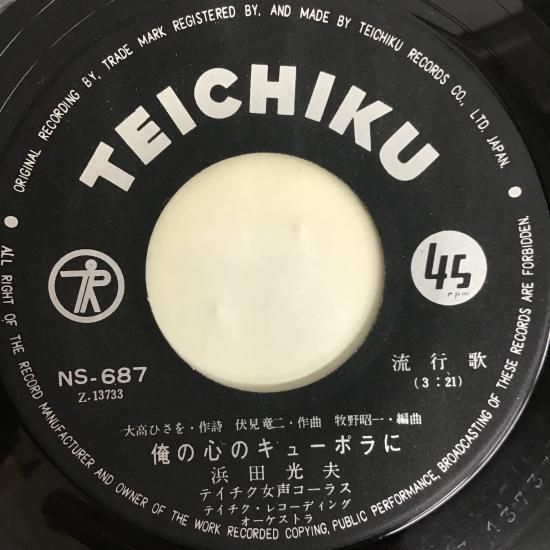 ORIGINAL RECORDING BY, TRADE MARK REGISTERED BY, AND MADE BY TEICHIKU RECORDS CO., LTD. JAPAN.
TEICHIKU
45
rpm
NS-687
Z-13733
流行歌
(3:21)
大高ひさを・作詩 伏見竜二・作曲 牧野昭一・編曲
俺の心のキューポラに
浜田光夫
テイチク女声コーラス
テイチク・レコーディング
オーケストラ
ALL RIGHT OF THE RECORD MANUFACTURER AND OWNER OF THE WORK RECORDED COPYING, PUBLIC PERFORMANCE, BROADCASTING OF THESE RECORDS ARE FORBIDDEN.